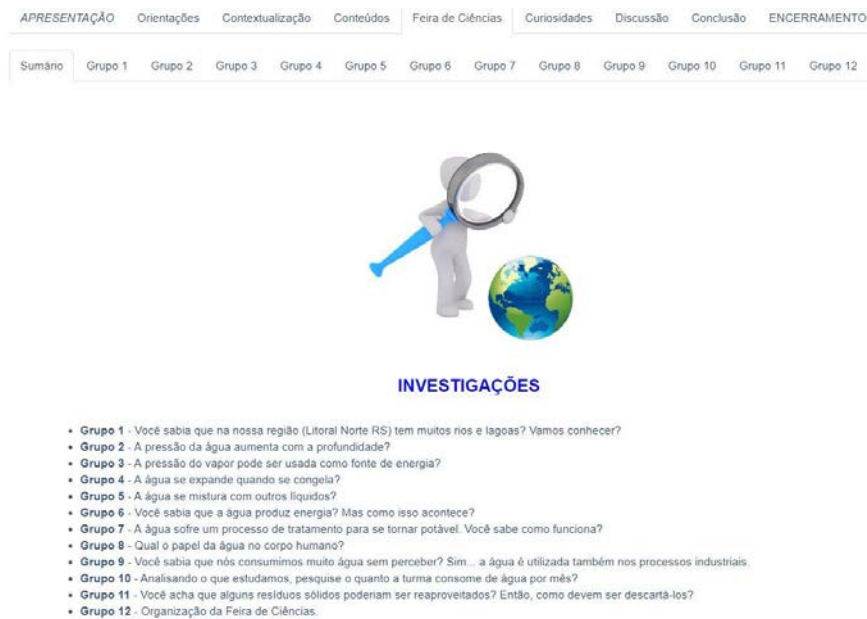 APRESENTAÇÃO Orientações Contextualização Conteúdos Feira de Ciências Curiosidades Discussão Conclusão ENCERRAMENTO
Sumário Grupo 1 Grupo 2 Grupo 3 Grupo 4 Grupo 5 Grupo 6 Grupo 7 Grupo 8 Grupo 9 Grupo 10 Grupo 11 Grupo 12
INVESTIGAÇÕES
• Grupo 1 - Você sabia que na nossa região (Litoral Norte RS) tem muitos rios e lagoas? Vamos conhecer?
• Grupo 2 - A pressão da água aumenta com a profundidade?
• Grupo 3 - A pressão do vapor pode ser usada como fonte de energia?
• Grupo 4 - A água se expande quando se congela?
• Grupo 5 - A água se mistura com outros líquidos?
• Grupo 6 - Você sabia que a água produz energia? Mas como isso acontece?
• Grupo 7 - A água sofre um processo de tratamento para se tornar potável. Você sabe como funciona?
• Grupo 8 - Qual o papel da água no corpo humano?
• Grupo 9 - Você sabia que nós consumimos muito água sem perceber? Sim... a água é utilizada também nos processos industriais.
• Grupo 10 - Analisando o que estudamos, pesquise o quanto a turma consome de água por mês?
• Grupo 11 - Você acha que alguns resíduos sólidos poderiam ser reaproveitados? Então, como devem ser descartá-los?
• Grupo 12 - Organização da Feira de Ciências.